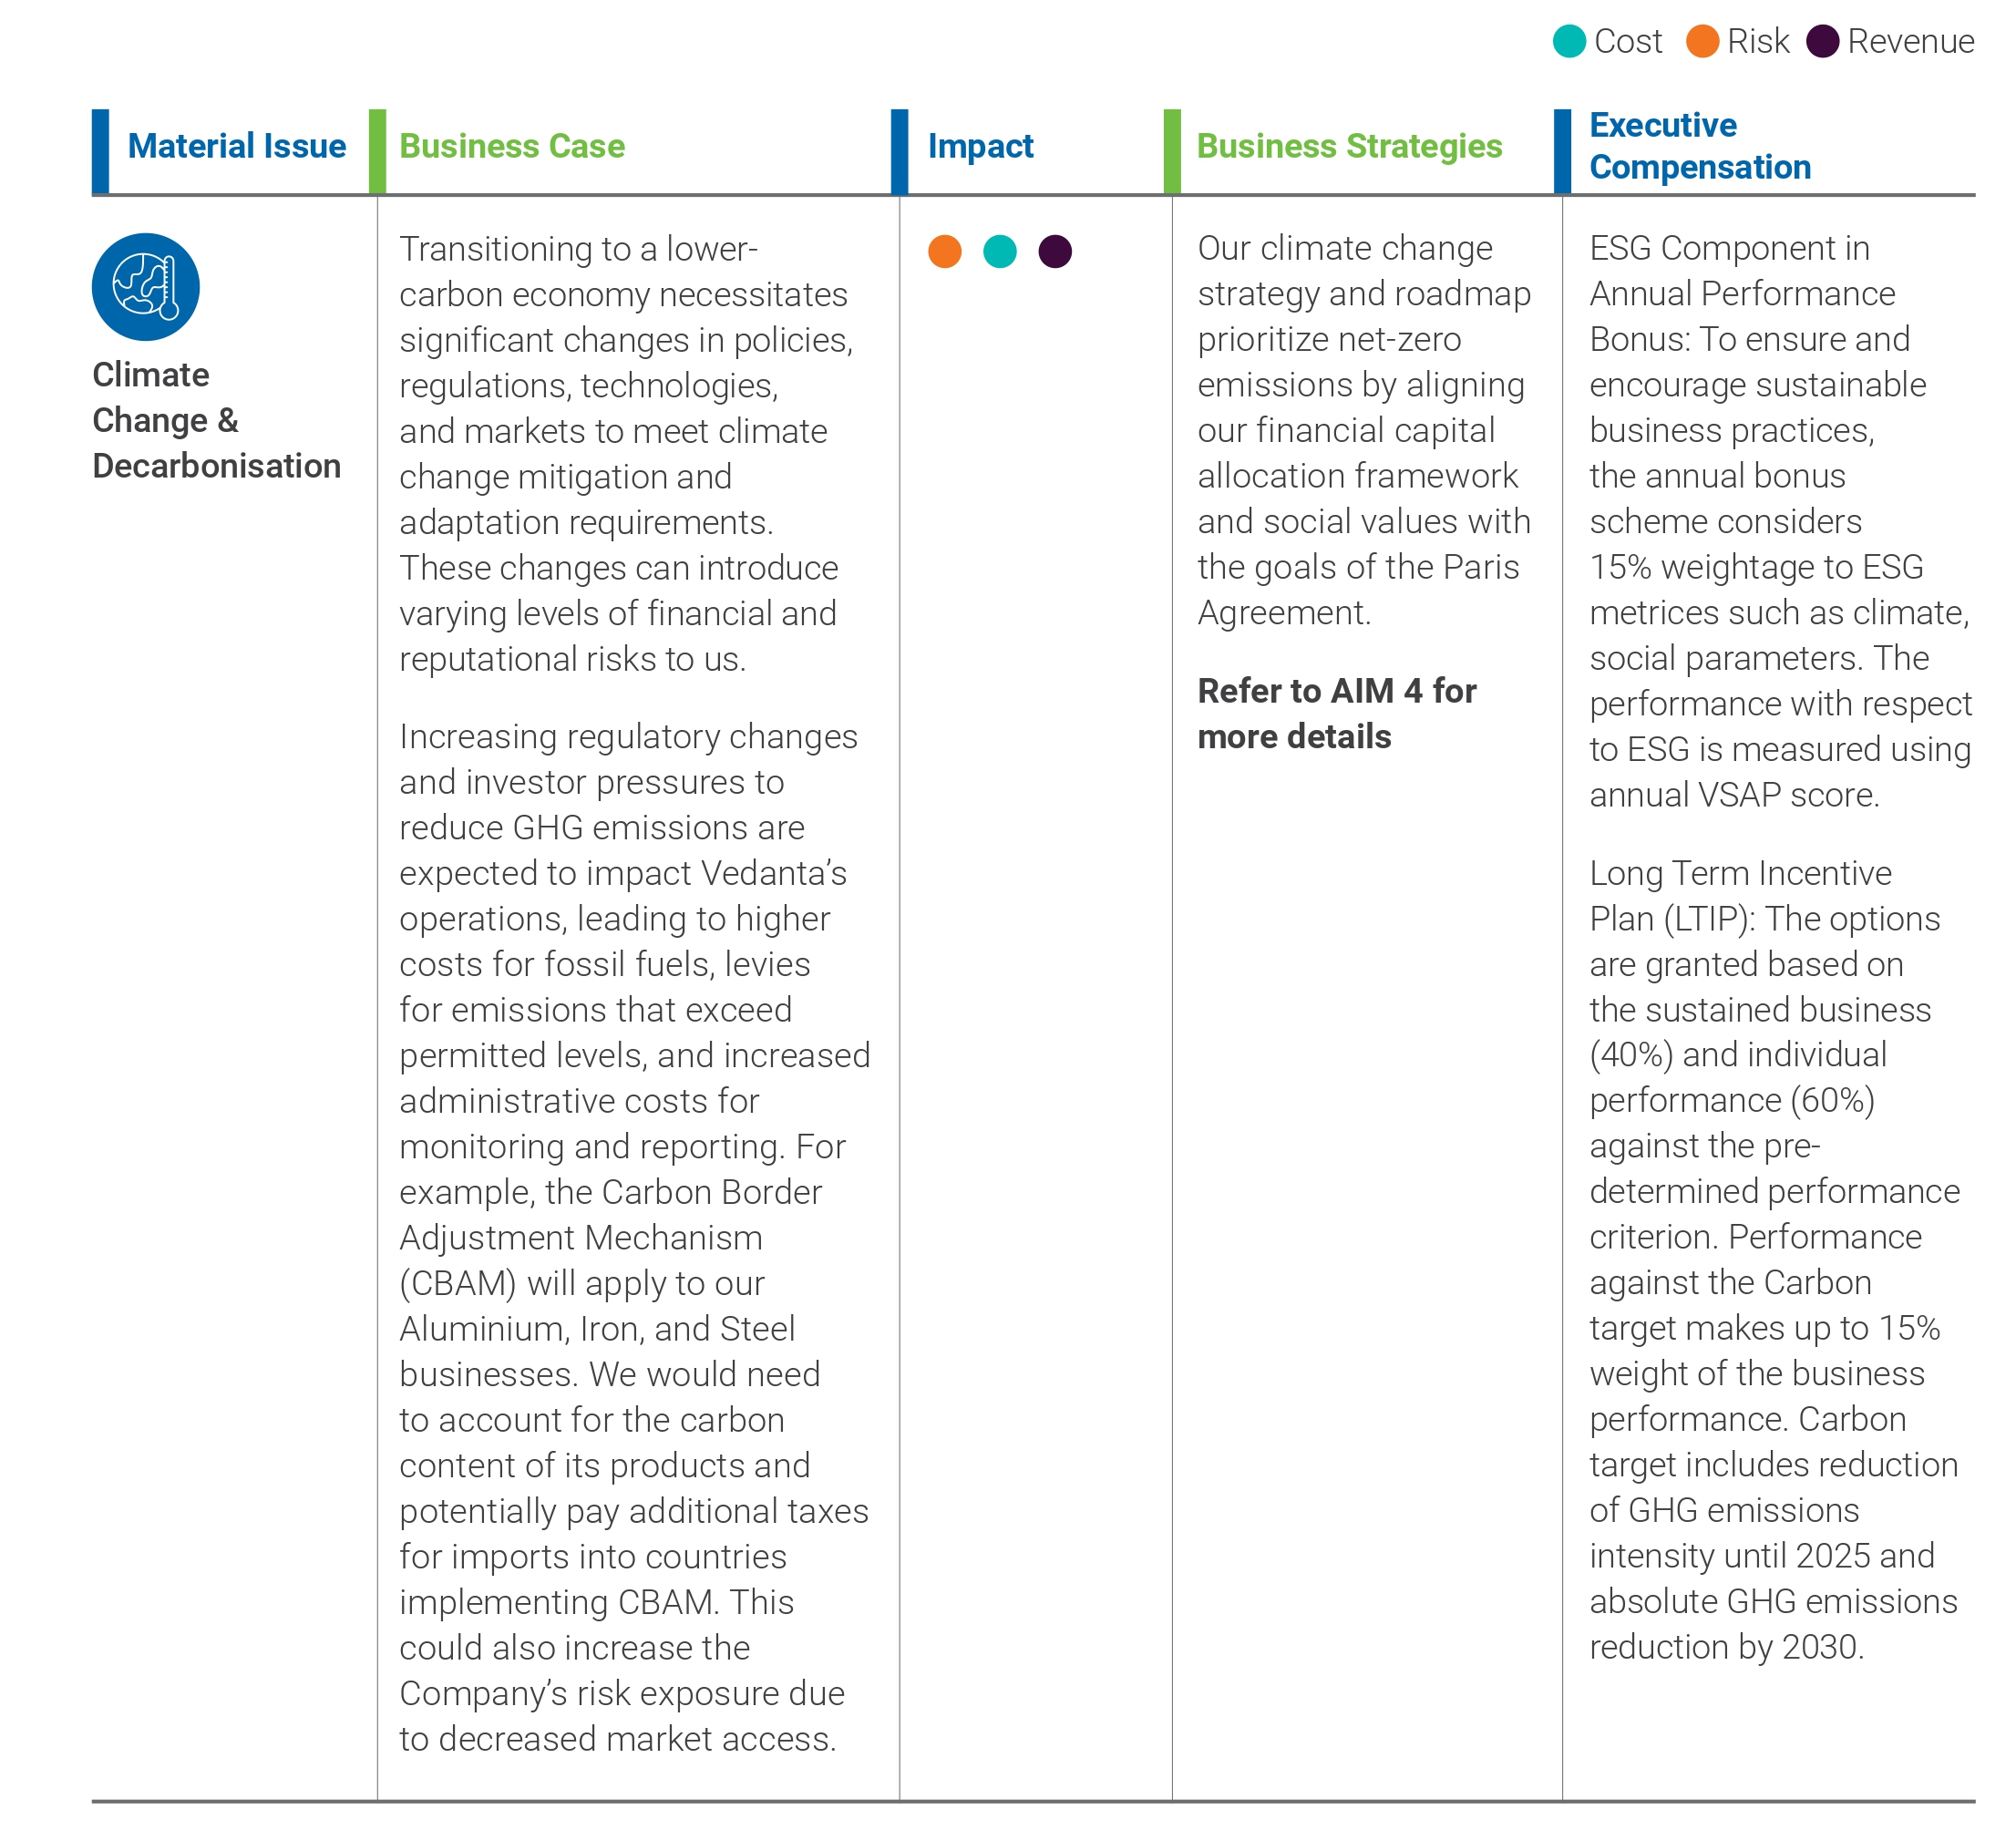 Cost Risk Revenue
Material Issue
Business Case
Impact
Business Strategies
Executive
Compensation
Climate
Change &
Decarbonisation
Transitioning to a lower-
carbon economy necessitates
significant changes in policies,
regulations, technologies,
and markets to meet climate
change mitigation and
adaptation requirements.
These changes can introduce
varying levels of financial and
reputational risks to us.
Increasing regulatory changes
and investor pressures to
reduce GHG emissions are
expected to impact Vedanta’s
operations, leading to higher
costs for fossil fuels, levies
for emissions that exceed
permitted levels, and increased
administrative costs for
monitoring and reporting. For
example, the Carbon Border
Adjustment Mechanism
(CBAM) will apply to our
Aluminium, Iron, and Steel
businesses. We would need
to account for the carbon
content of its products and
potentially pay additional taxes
for imports into countries
implementing CBAM. This
could also increase the
Company’s risk exposure due
to decreased market access.
Our climate change
strategy and roadmap
prioritize net-zero
emissions by aligning
our financial capital
allocation framework
and social values with
the goals of the Paris
Agreement.
Refer to AIM 4 for
more details
ESG Component in
Annual Performance
Bonus: To ensure and
encourage sustainable
business practices,
the annual bonus
scheme considers
15% weightage to ESG
metrices such as climate,
social parameters. The
performance with respect
to ESG is measured using
annual VSAP score.
Long Term Incentive
Plan (LTIP): The options
are granted based on
the sustained business
(40%) and individual
performance (60%)
against the pre-
determined performance
criterion. Performance
against the Carbon
target makes up to 15%
weight of the business
performance. Carbon
target includes reduction
of GHG emissions
intensity until 2025 and
absolute GHG emissions
reduction by 2030.